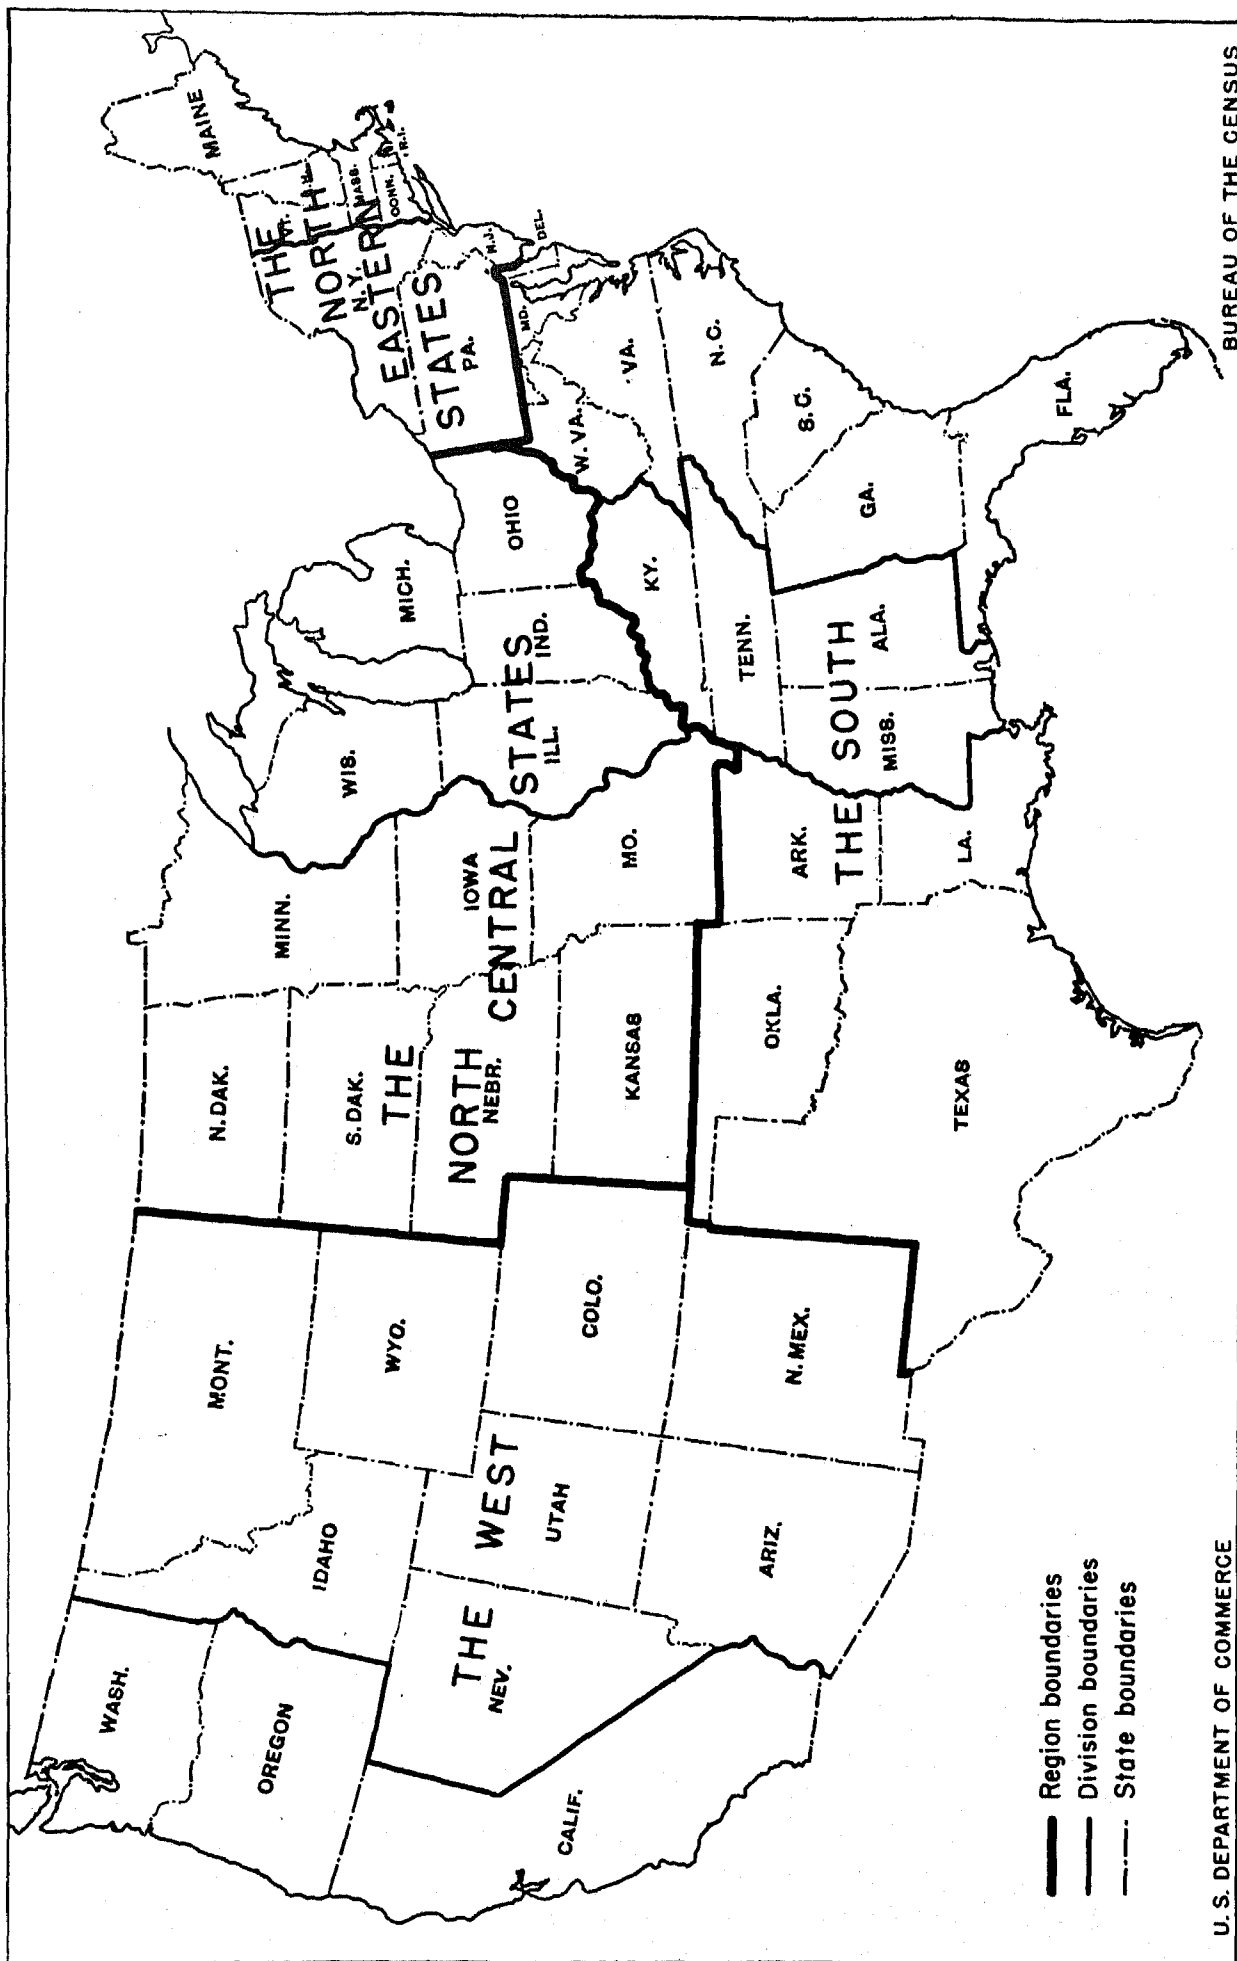 WASH.
OREGON
CALIF.
THE
NEV.
IDAHO
WEST
UTAH
ARIZ.
MONT.
WYO.
COLO.
N. MEX.
N. DAK.
S. DAK.
THE
NORTH
NEBR.
CENTRAL
STATES
KANSAS
MINN.
IOWA
MO.
WIS.
ILL.
MICH.
IND.
OHIO
OKLA.
TEXAS
ARK.
LA.
THE SOUTH
MISS.
ALA.
TENN.
KY.
GA.
FLA.
S.C.
N.C.
VA.
W. VA.
MD.
DEL.
THE
NORTH
EASTERN
STATES
N.Y.
PA.
N.J.
VT.
MASS.
CONN.
R.I.
MAINE
Region boundaries
Division boundaries
State boundaries
U. S. DEPARTMENT OF COMMERCE
BUREAU OF THE CENSUS